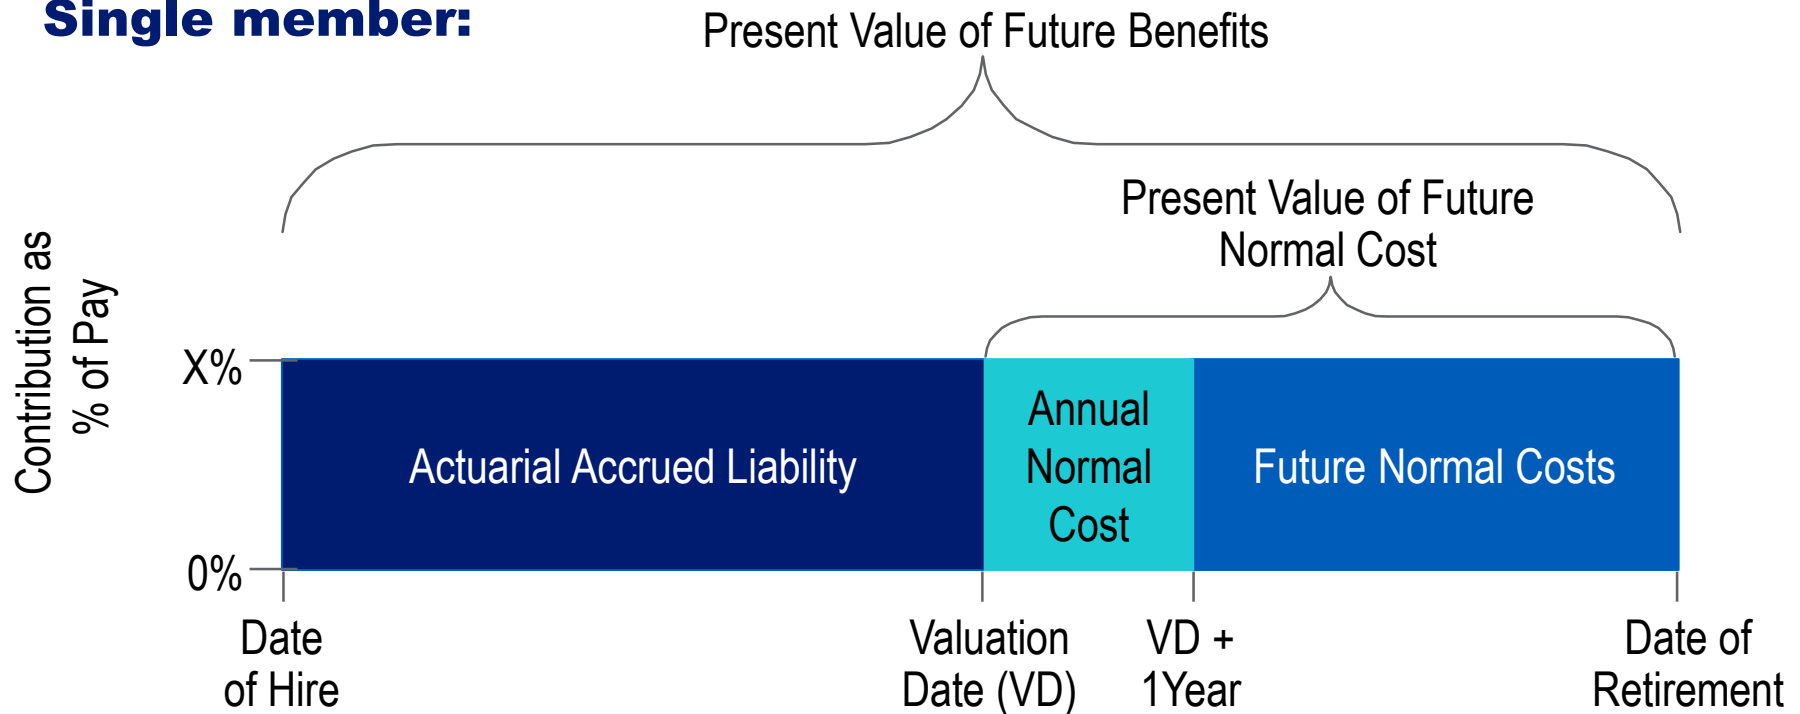 Single member:
Present Value of Future Benefits
Present Value of Future
Normal Cost
Contribution as
% of Pay
X%
0%
Actuarial Accrued Liability
Annual
Normal
Cost
Future Normal Costs
Date
of Hire
Valuation
Date (VD)
VD +
1Year
Date of
Retirement